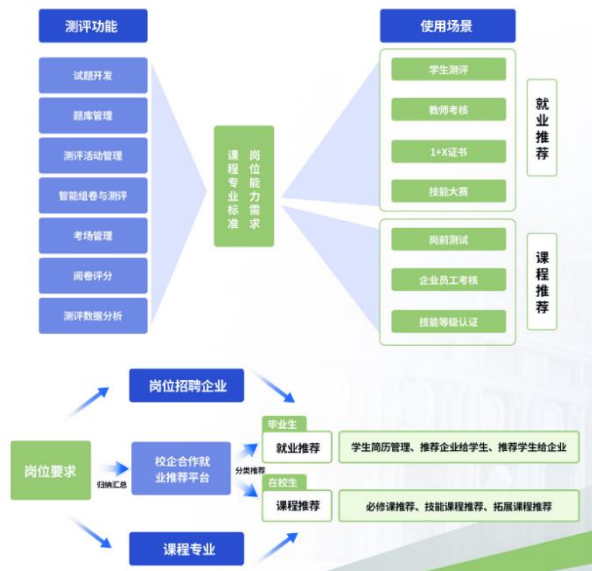 测评功能
试题开发
题库管理
测评活动管理
智能组卷与测评
考场管理
阅卷评分
测评数据分析
岗位能力需求
课程专业标准
使用场景
学生测评
教师考核
1+X证书
技能大赛
就业推荐
岗前测试
企业员工考核
技能等级认证
课程推荐
岗位要求
归纳汇总
岗位招聘企业
校企合作就
业推荐平台
课程专业
分类推荐
毕业生
就业推荐
学生简历管理、推荐企业给学生、推荐学生给企业
在校生
课程推荐
必修课推荐、技能课程推荐、拓展课程推荐